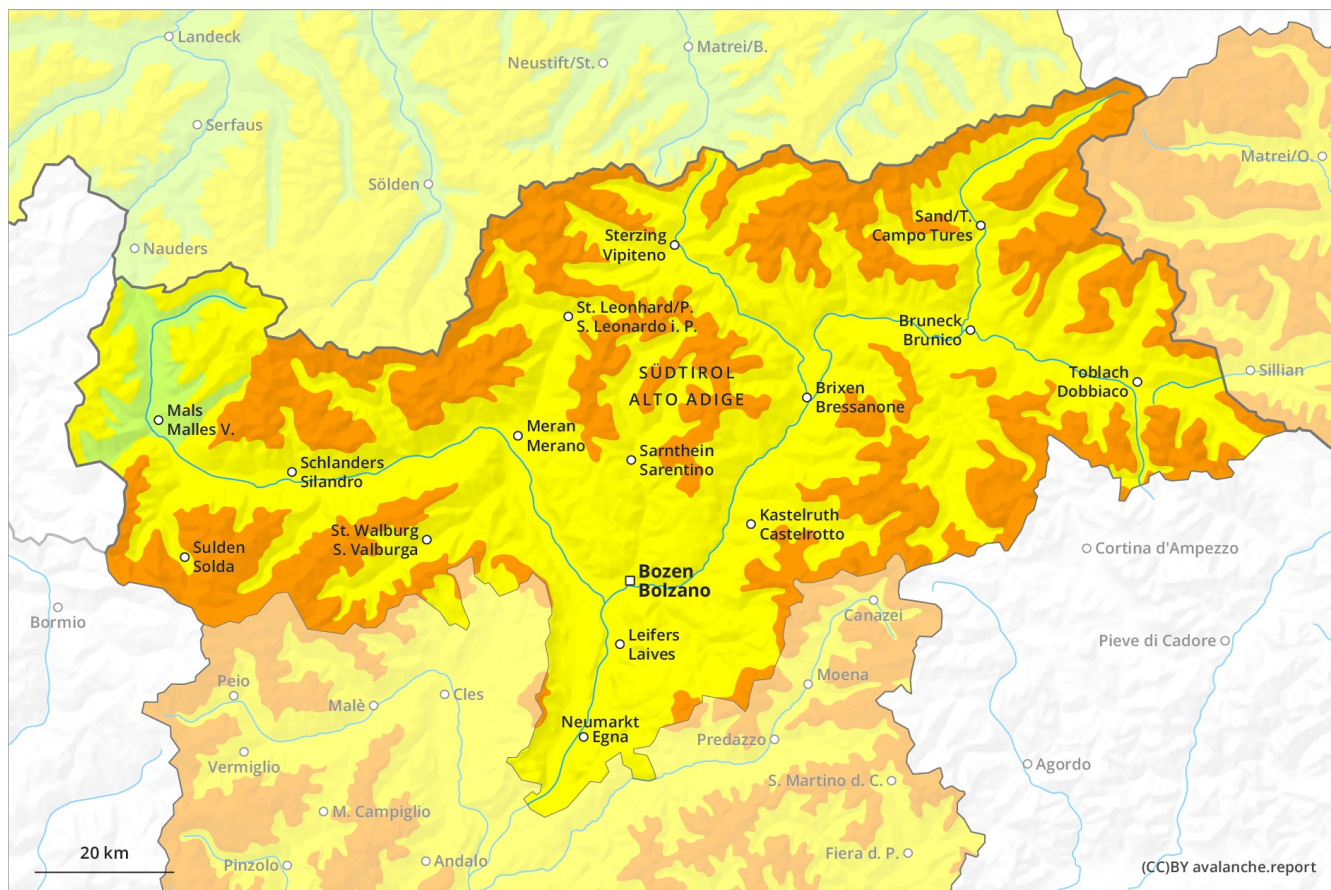 Landeck
Matrei/B.
Neustift/St.
Serfaus
Matrei/O.
Sölden
Sand/T.
Campo Tures
Nauders
Sterzing
Vipiteno
St. Leonhard/P.
S. Leonardo i. P.
Bruneck
Brunico
Sillian
SÜDTIROL
ALTO ADIGE
Toblach
Dobbiaco
Brixen
Bressanone
Mals
Malles V.
Meran
Merano
Schlanders
Silandro
Sarnthein
Sarentino
Kastelruth
Castelrotto
St. Walburg
S. Valburga
Sulden
Solda
Cortina d'Ampezzo
Bozen
Bolzano
Bormio
Canazei
Leifers
Laives
Pieve di Cadore
Peio
Cles
Moena
Malè
Neumarkt
Egna
Predazzo
Vermiglio
Agordo
S. Martino d. C.
M. Campiglio
20 km
Pinzolo
Andalo
Fiera d. P.
(CC)BY avalanche.report